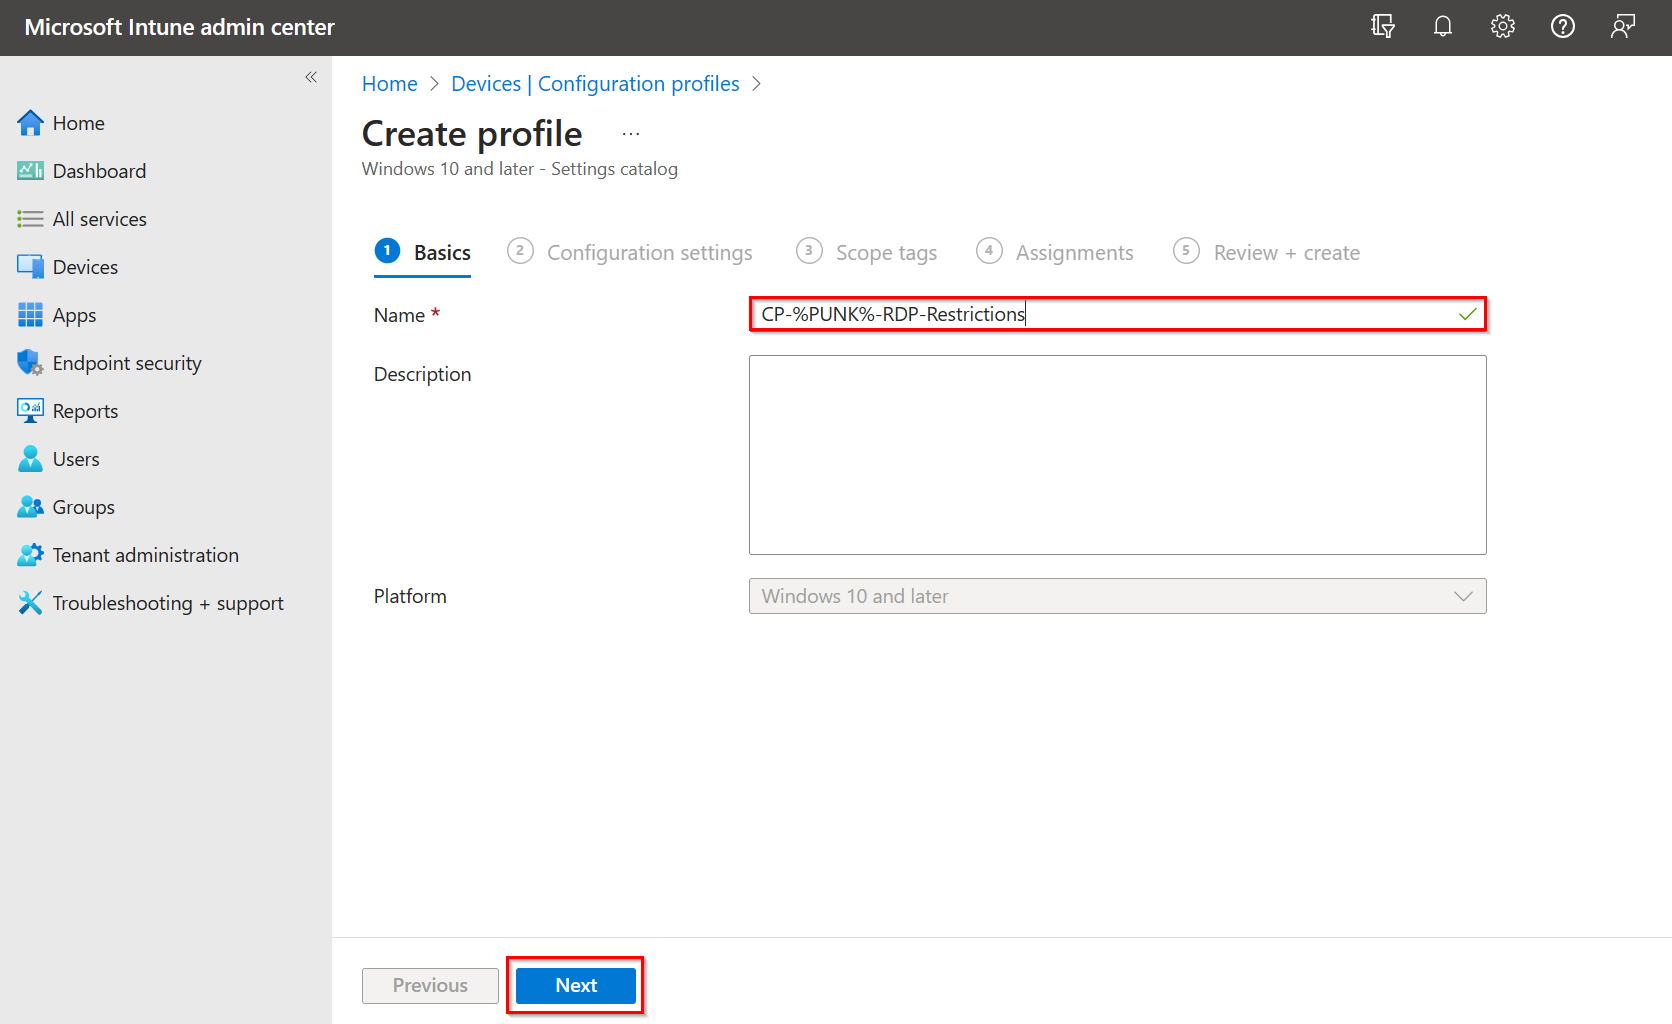 Microsoft Intune admin center
Home
Dashboard
All services
Devices
Apps
Endpoint security
Reports
Users
Groups
Tenant administration
Troubleshooting + support
Home > Devices | Configuration profiles >
Create profile ...
Windows 10 and later - Settings catalog
1 Basics 2 Configuration settings 3 Scope tags 4 Assignments 5 Review + create
Name * CP-%PUNK%-RDP-Restrictions
Description
Platform Windows 10 and later
Previous Next